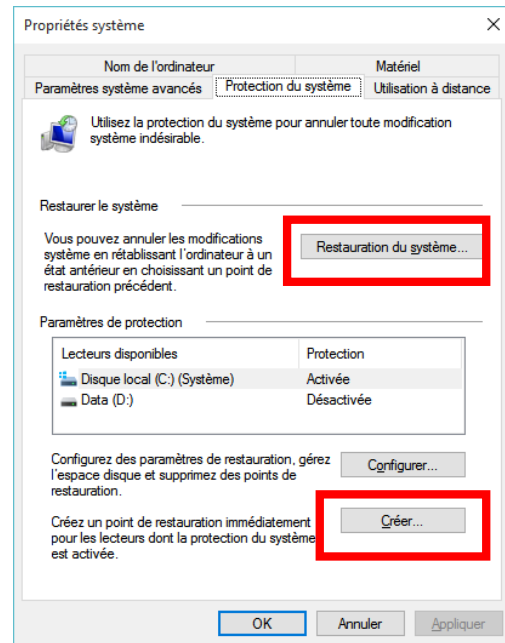 Propriétés système
Nom de l'ordinateur Matériel
Paramètres système avancés Protection du système Utilisation à distance
Utilisez la protection du système pour annuler toute modification
système indésirable.
Restaurer le système
Vous pouvez annuler les modifications
système en rétablissant l'ordinateur à un
état antérieur en choisissant un point de
restauration précédent.
Restauration du système...
Paramètres de protection
Lecteurs disponibles Protection
Disque local (C:) (Système) Activée
Data (D:) Désactivée
Configurez des paramètres de restauration, gérez
l'espace disque et supprimez des points de
restauration.
Configurer...
Créez un point de restauration immédiatement
pour les lecteurs dont la protection du système
est activée.
Créer...
OK Annuler Appliquer